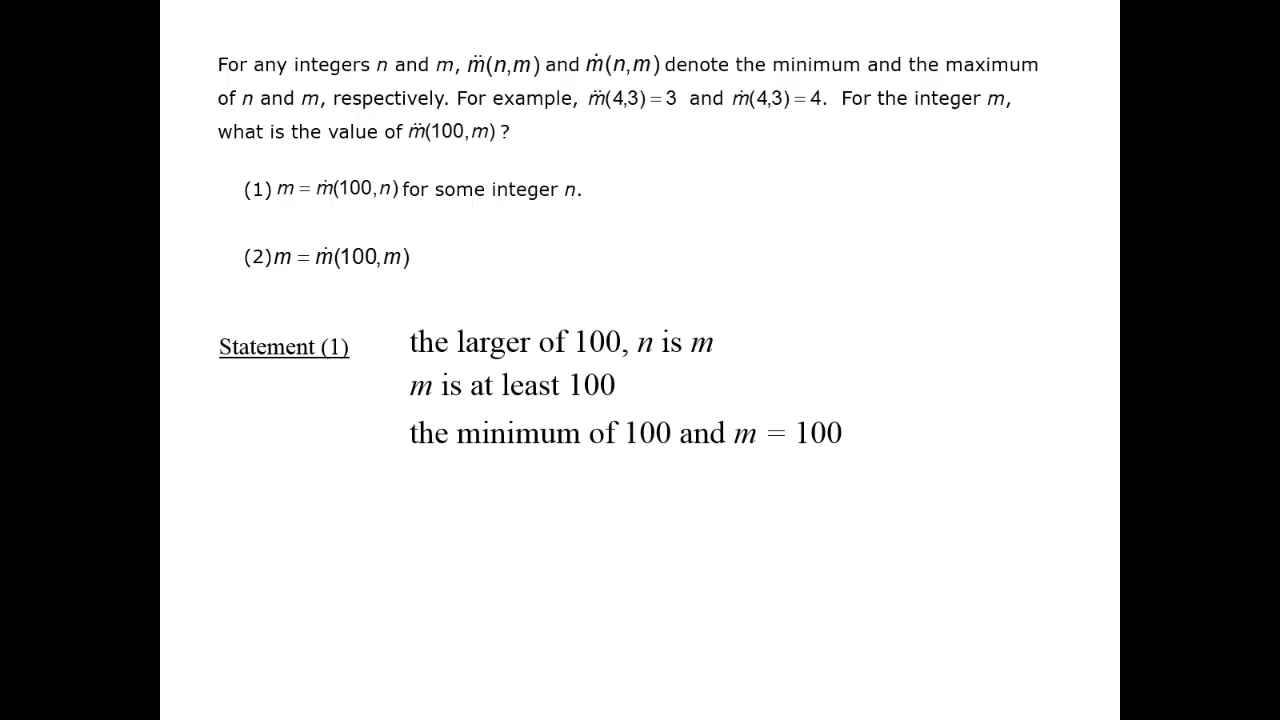 For any integers n and m, m̈(n,m) and ṁ(n,m) denote the minimum and the maximum
of n and m, respectively. For example, m̈(4,3) = 3 and ṁ(4,3) = 4. For the integer m,
what is the value of m̈(100,m) ?
(1) m = ṁ(100,n) for some integer n.
(2) m = ṁ(100,m)
Statement (1) the larger of 100, n is m
m is at least 100
the minimum of 100 and m = 100